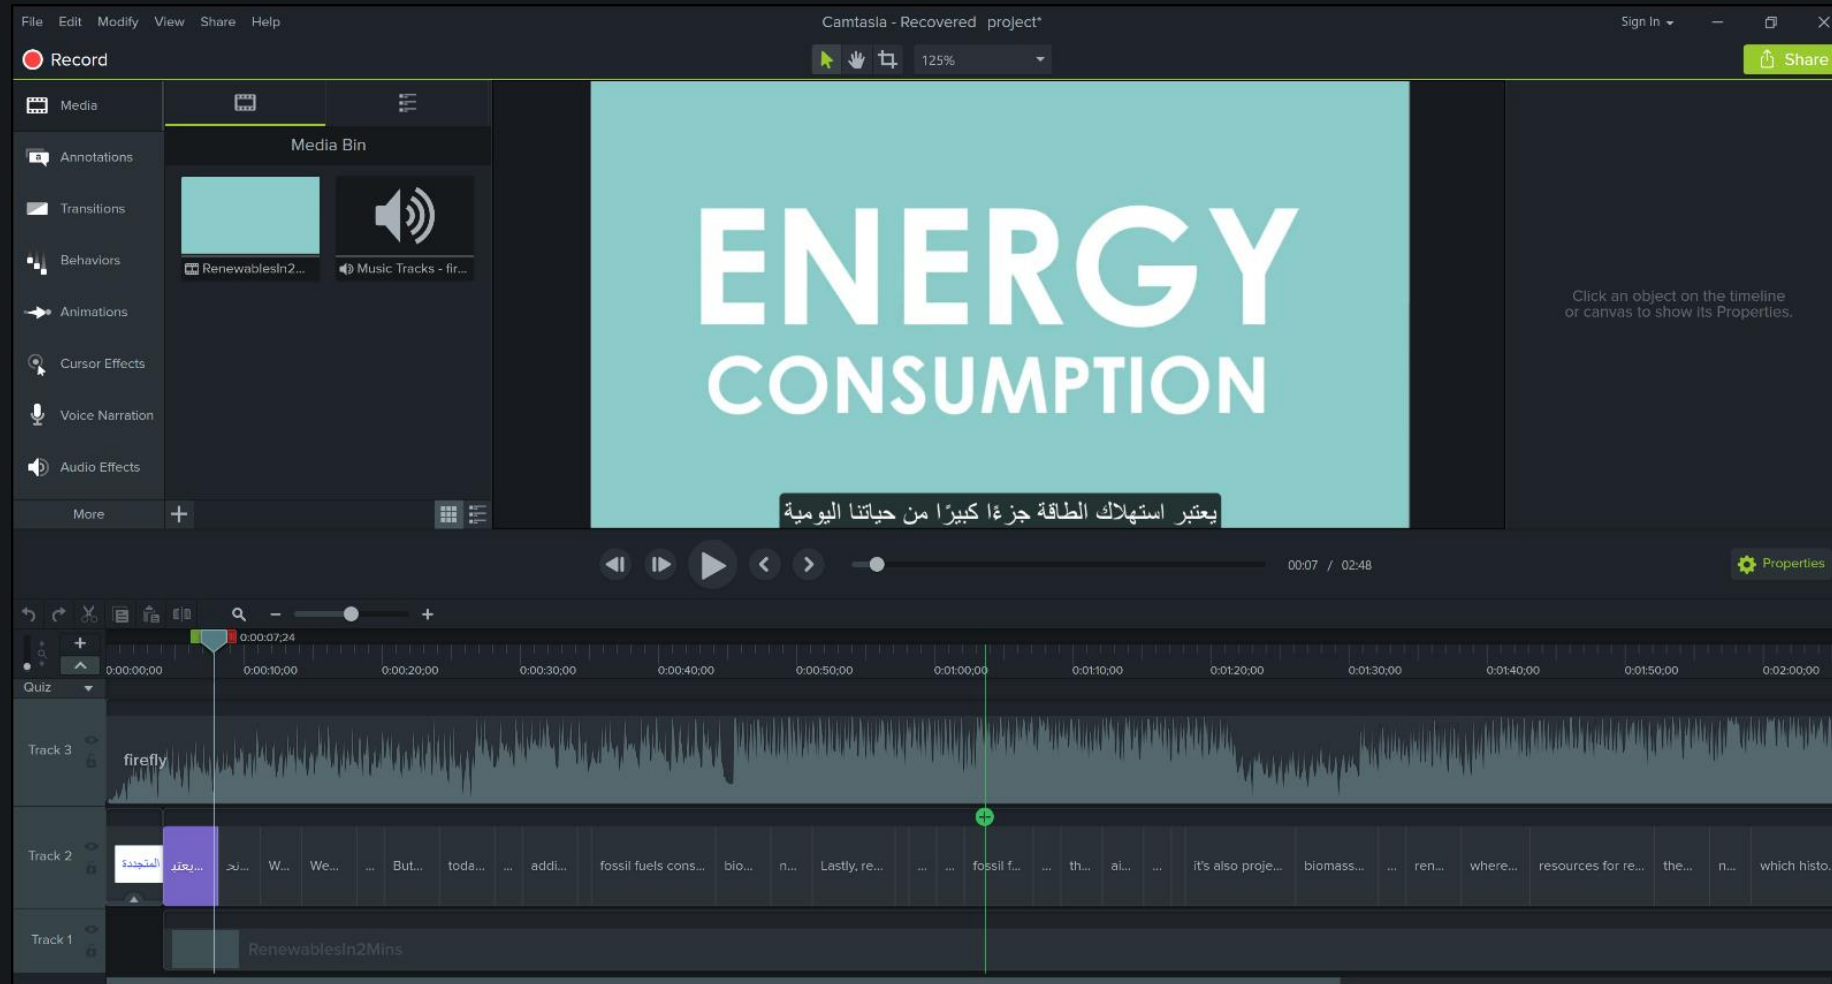 File Edit Modify View Share Help
Camtasia - Recovered project*
Sign In
Record
125%
Share
Media
Annotations
Transitions
Behaviors
Animations
Cursor Effects
Voice Narration
Audio Effects
More
Media Bin
RenewablesIn2...
Music Tracks - fir...
ENERGY
CONSUMPTION
يعتبر استهلاك الطاقة جزءًا كبيرًا من حياتنا اليومية
Click an object on the timeline
or canvas to show its Properties.
00:07 / 02:48
Properties
0:00:07;24
0:00:00;00 0:00:10;00 0:00:20;00 0:00:30;00 0:00:40;00 0:00:50;00 0:01:00;00 0:01:10;00 0:01:20;00 0:01:30;00 0:01:40;00 0:01:50;00 0:02:00;00
Quiz
Track 3
firefly
Track 2
المتجددة يعتبـ... نحـ... W... We... ... But... toda... ... addi... fossil fuels cons... bio... n... Lastly, re... ... ... fossil f... ... th... ai... ... it's also proje... biomass... ... ren... where... resources for re... the... n... which histo...
Track 1
RenewablesIn2Mins